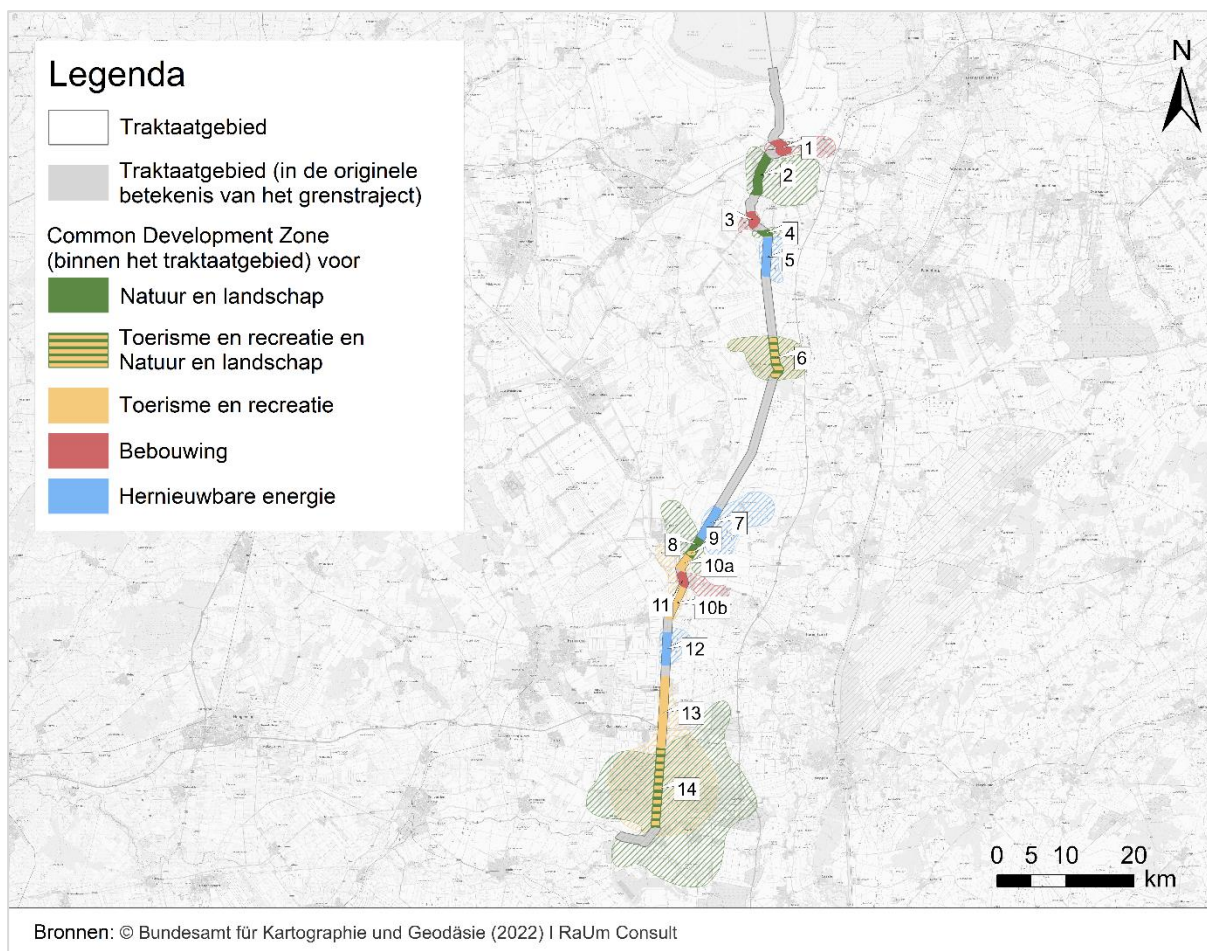 Legenda
Traktaatgebied
Traktaatgebied (in de originele
betekenis van het grenstraject)
Common Development Zone
(binnen het traktaatgebied) voor
Natuur en landschap
Toerisme en recreatie en
Natuur en landschap
Toerisme en recreatie
Bebouwing
Hernieuwbare energie
N
1
2
3
4
5
6
7
8
9
10a
11
10b
12
13
14
0 5 10 20
km
Bronnen: © Bundesamt für Kartographie und Geodäsie (2022) I RaUm Consult